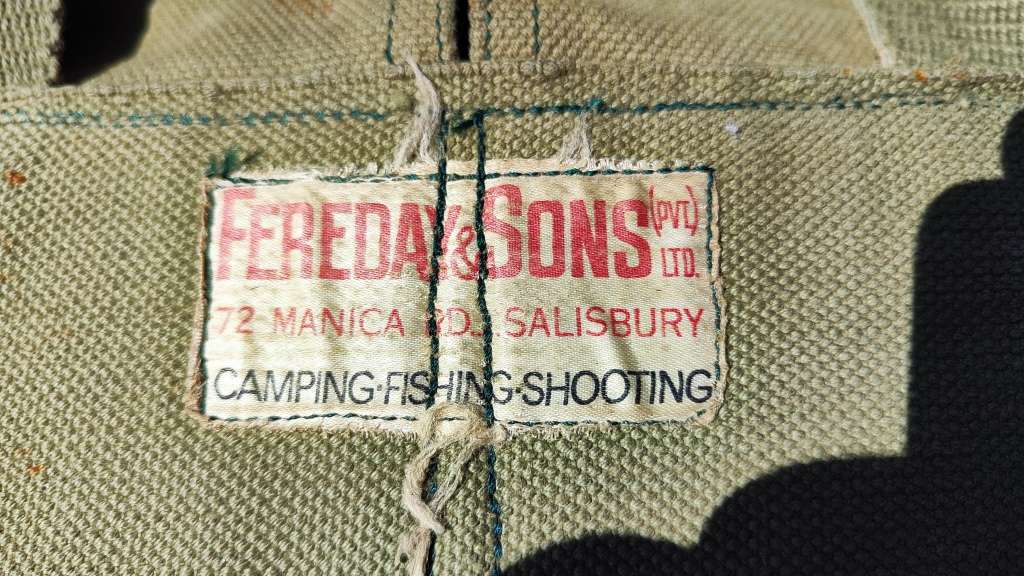 FEREDAY & SONS (PVT.) LTD.
72 MANICA RD., SALISBURY
CAMPING·FISHING·SHOOTING